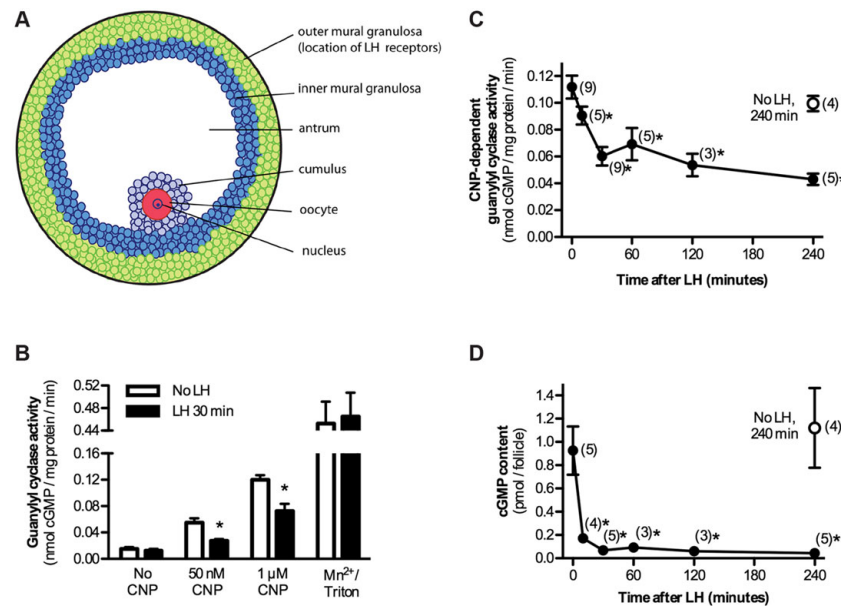 A
outer mural granulosa
(location of LH receptors)
inner mural granulosa
antrum
cumulus
oocyte
nucleus
B
Guanylyl cyclase activity
(nmol cGMP / mg protein / min)
0.52
0.48
0.44
0.12
0.08
0.04
0.00
No LH
LH 30 min
*
*
No
CNP
50 nM
CNP
1 µM
CNP
Mn2+/
Triton
C
CNP-dependent
guanylyl cyclase activity
(nmol cGMP / mg protein / min)
0.12
0.10
0.08
0.06
0.04
0.02
0.00
(9)
(5)*
(9)*
(5)*
(3)*
(5)*
No LH,
240 min
(4)
0
60
120
180
240
Time after LH (minutes)
D
cGMP content
(pmol / follicle)
1.4
1.2
1.0
0.8
0.6
0.4
0.2
0.0
(5)
(4)*
(5)*
(3)*
(3)*
(5)*
No LH,
240 min
(4)
0
60
120
180
240
Time after LH (minutes)